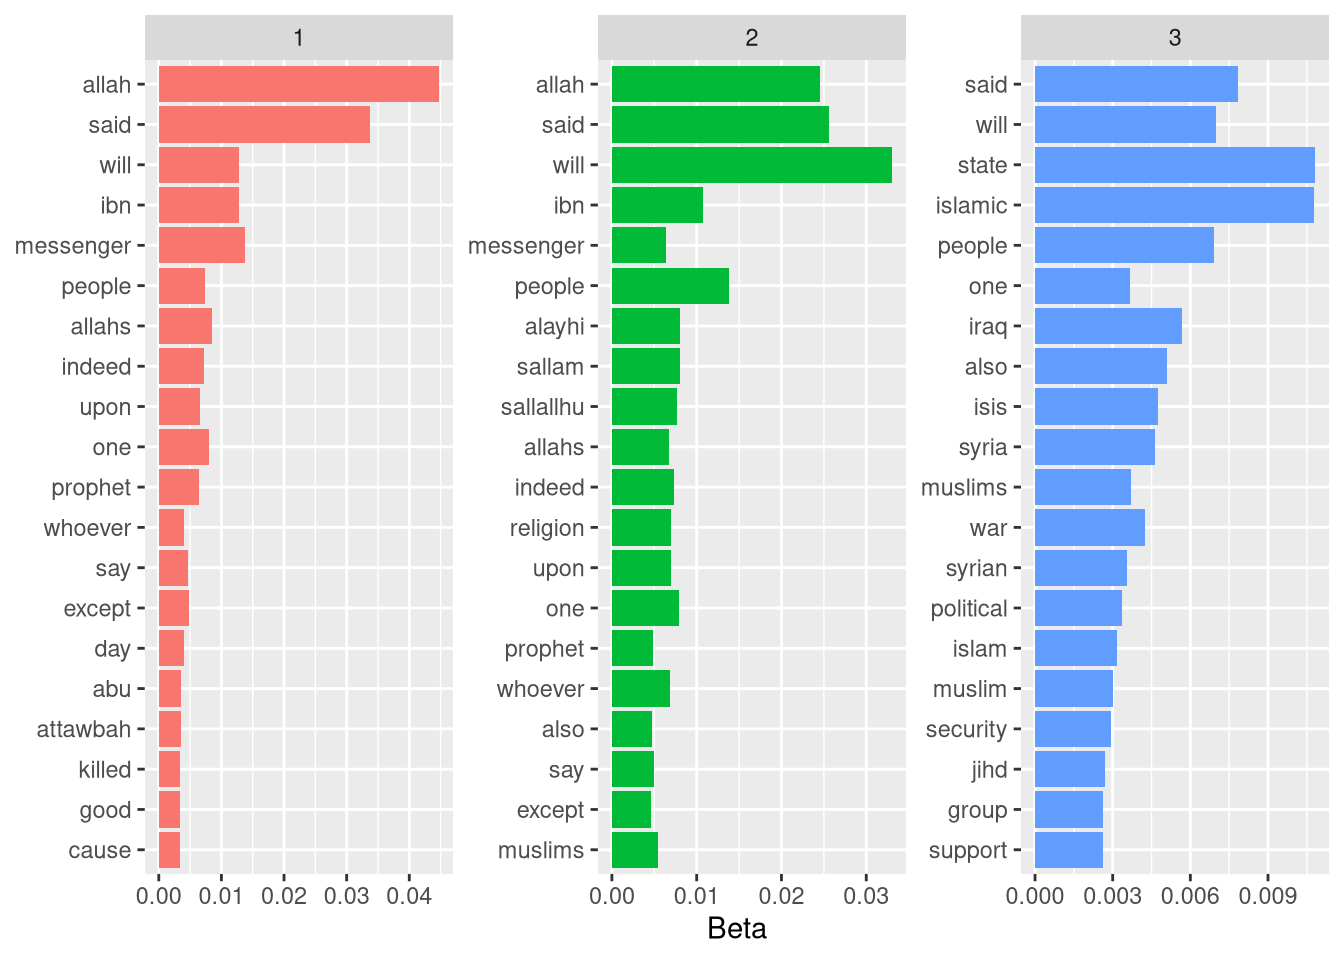 1
allah
said
will
ibn
messenger
people
allahs
indeed
upon
one
prophet
whoever
say
except
day
abu
attawbah
killed
good
cause
0.00 0.01 0.02 0.03 0.04
2
allah
said
will
ibn
messenger
people
alayhi
sallam
sallallhu
allahs
indeed
religion
upon
one
prophet
whoever
also
say
except
muslims
0.00 0.01 0.02 0.03
3
said
will
state
islamic
people
one
iraq
also
isis
syria
muslims
war
syrian
political
islam
muslim
security
jihd
group
support
0.000 0.003 0.006 0.009
Beta